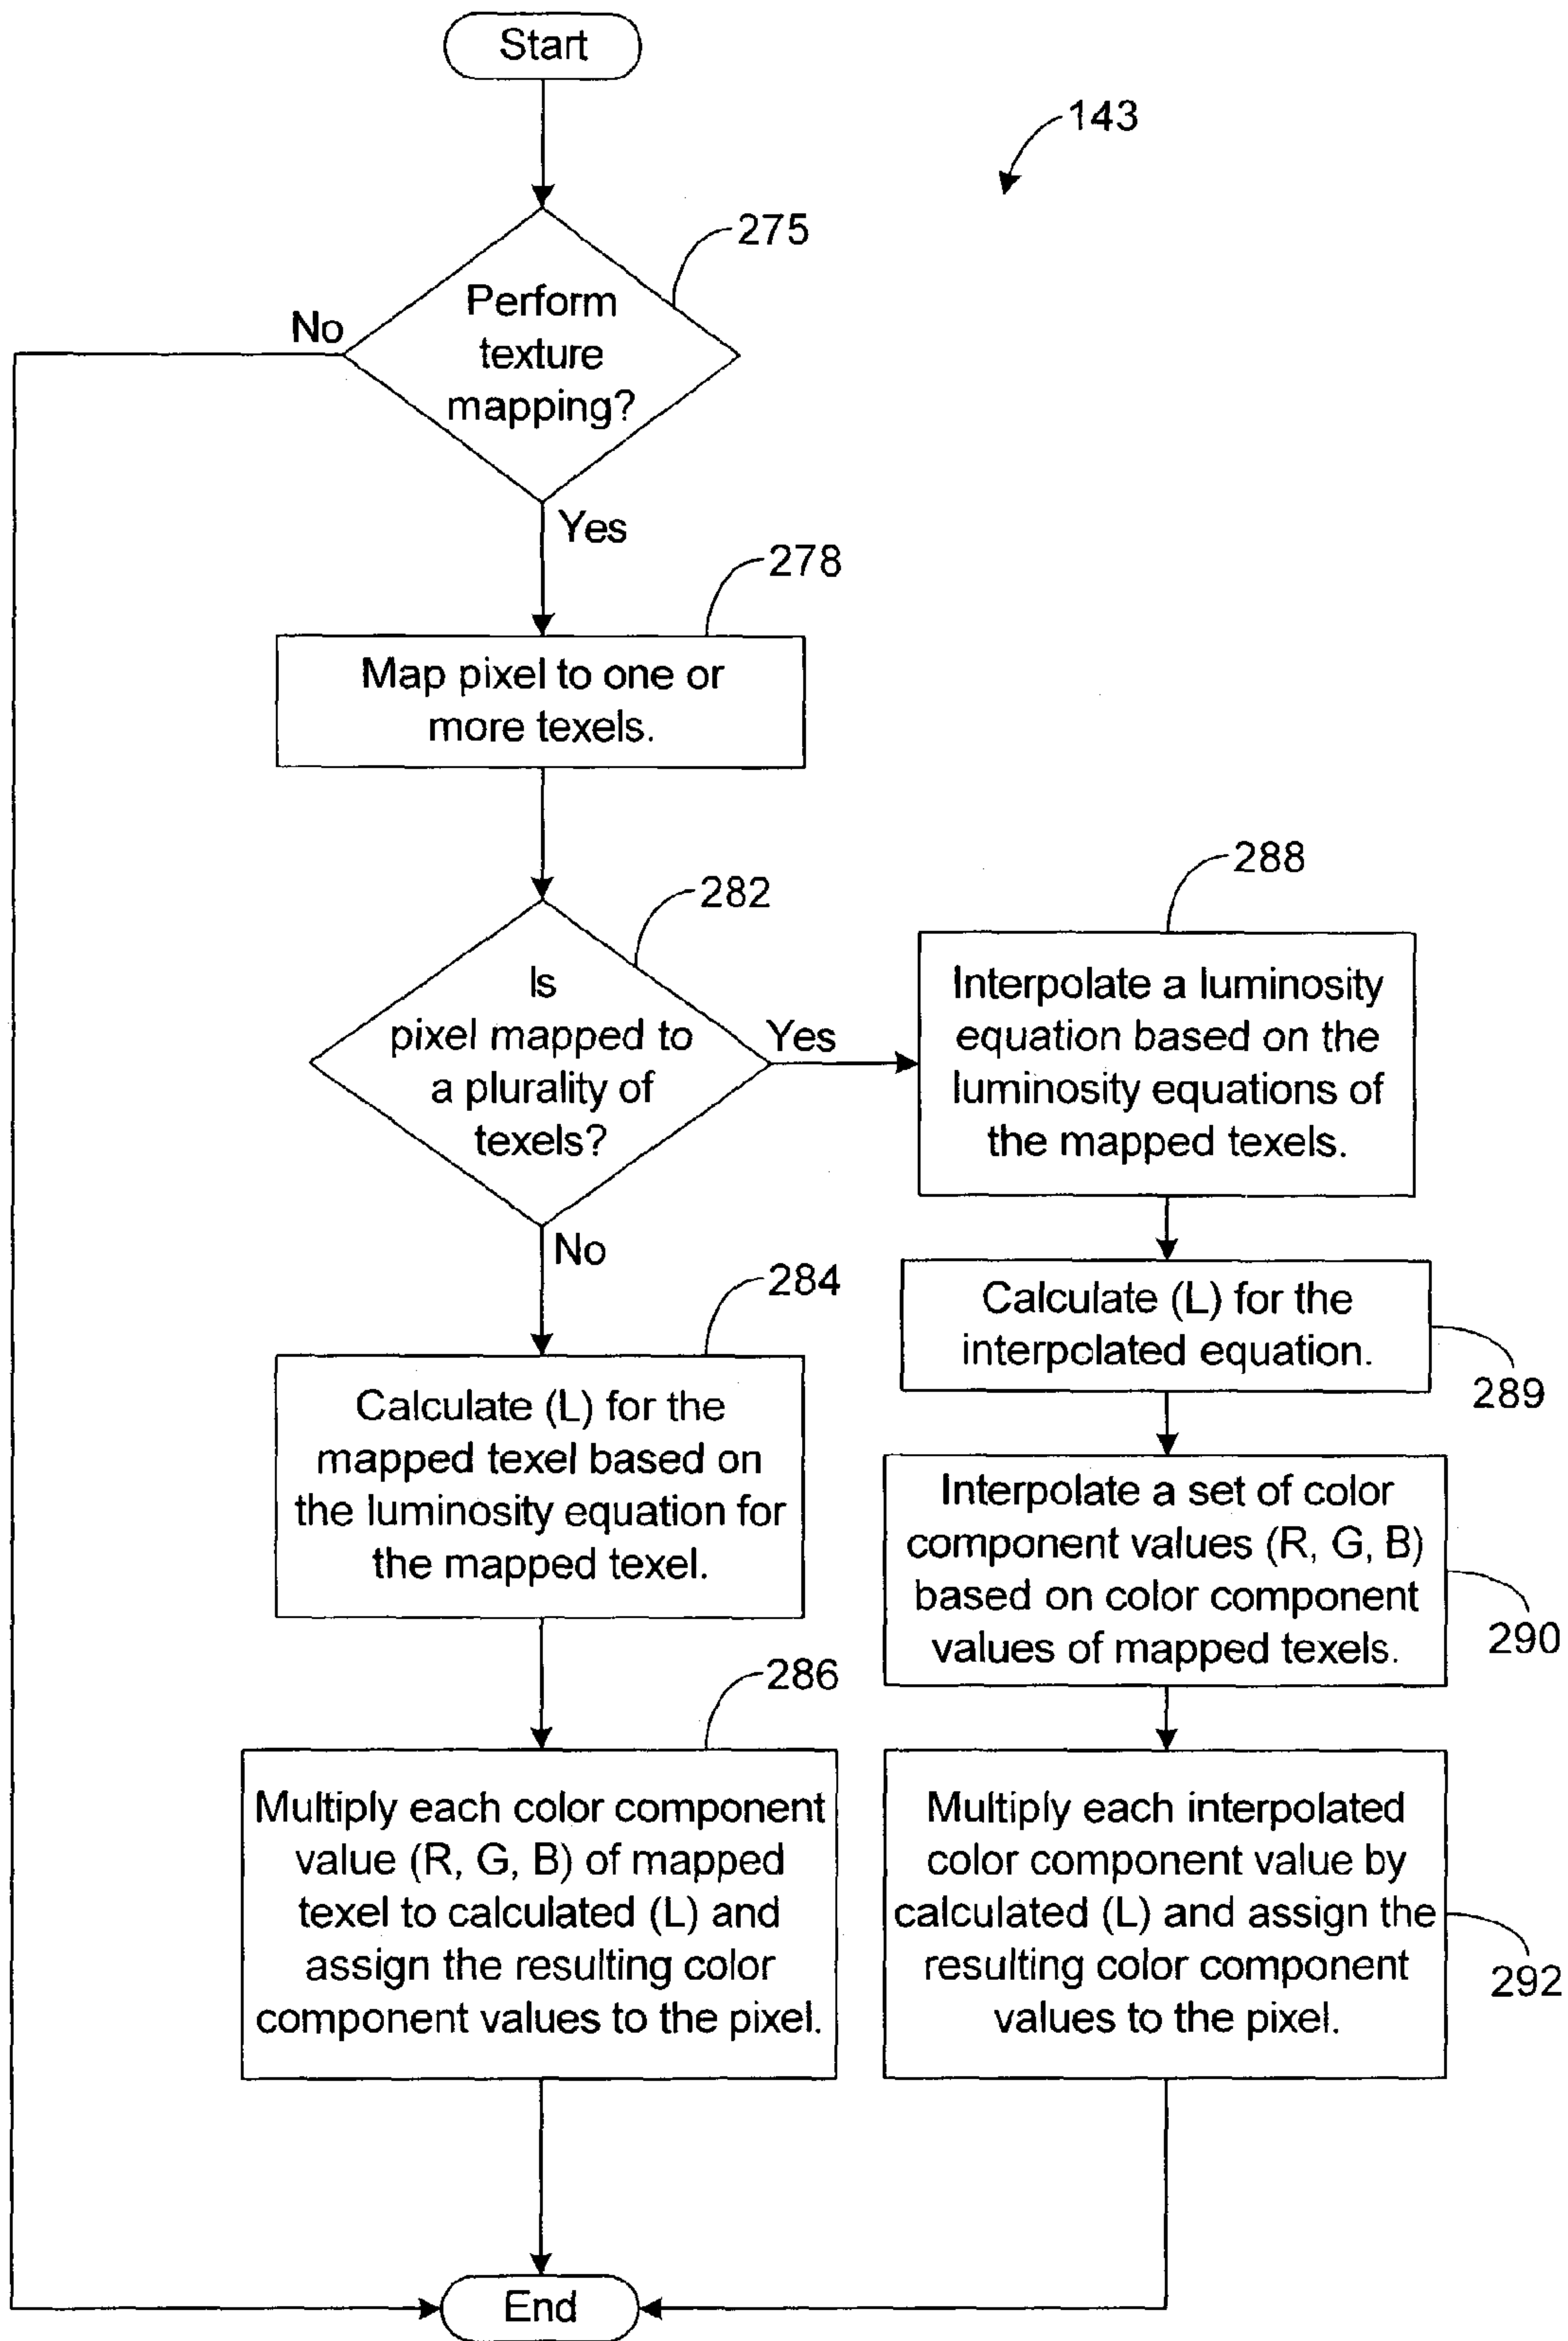 Start
143
275
Perform
texture
mapping?
No
Yes
278
Map pixel to one or
more texels.
282
Is
pixel mapped to
a plurality of
texels?
Yes
No
288
Interpolate a luminosity
equation based on the
luminosity equations of
the mapped texels.
284
Calculate (L) for the
mapped texel based on
the luminosity equation for
the mapped texel.
Calculate (L) for the
interpolated equation.
289
286
Multiply each color component
value (R, G, B) of mapped
texel to calculated (L) and
assign the resulting color
component values to the pixel.
Interpolate a set of color
component values (R, G, B)
based on color component
values of mapped texels.
290
Multiply each interpolated
color component value by
calculated (L) and assign the
resulting color component
values to the pixel.
292
End